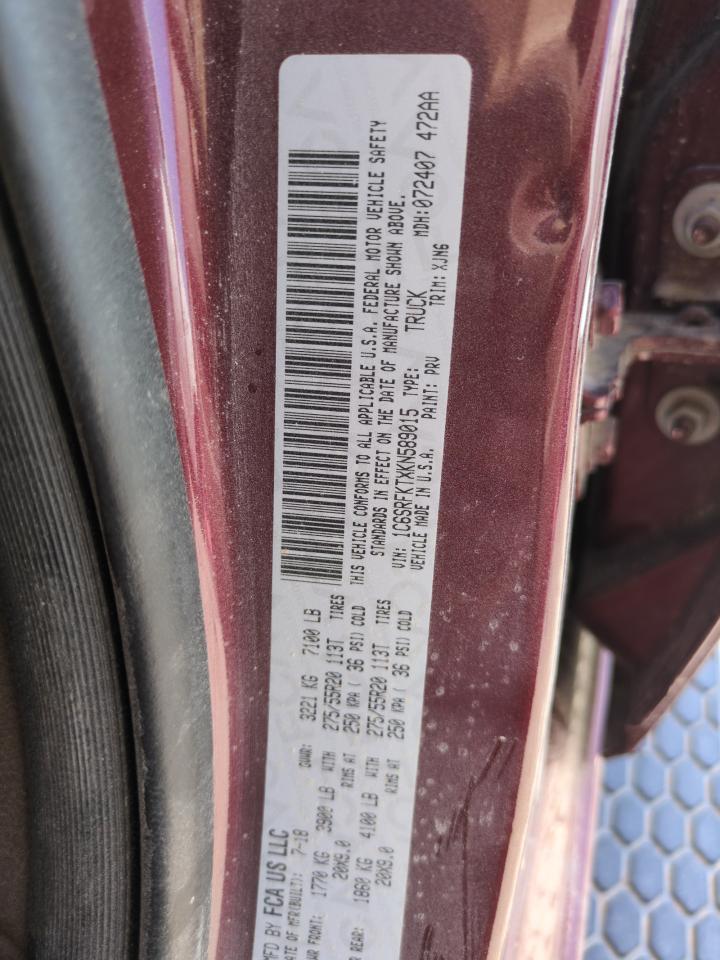 MFD BY FCA US LLC
DATE OF MFR(BUILT): 7-18 GVWR: 3221 KG 7100 LB
FRONT: 1770 KG 3900 LB WITH 275/55R20 113T TIRES
20X9.0 RIMS AT 250 KPA ( 36 PSI) COLD
REAR: 1860 KG 4100 LB WITH 275/55R20 113T TIRES
20X9.0 RIMS AT 250 KPA ( 36 PSI) COLD
THIS VEHICLE CONFORMS TO ALL APPLICABLE U.S.A. FEDERAL MOTOR VEHICLE SAFETY
STANDARDS IN EFFECT ON THE DATE OF MANUFACTURE SHOWN ABOVE.
VIN: 1C6SRFKTXKN589015 TYPE: TRUCK MDH:072407 472AA
VEHICLE MADE IN U.S.A. PAINT: PRV TRIM: XJN6